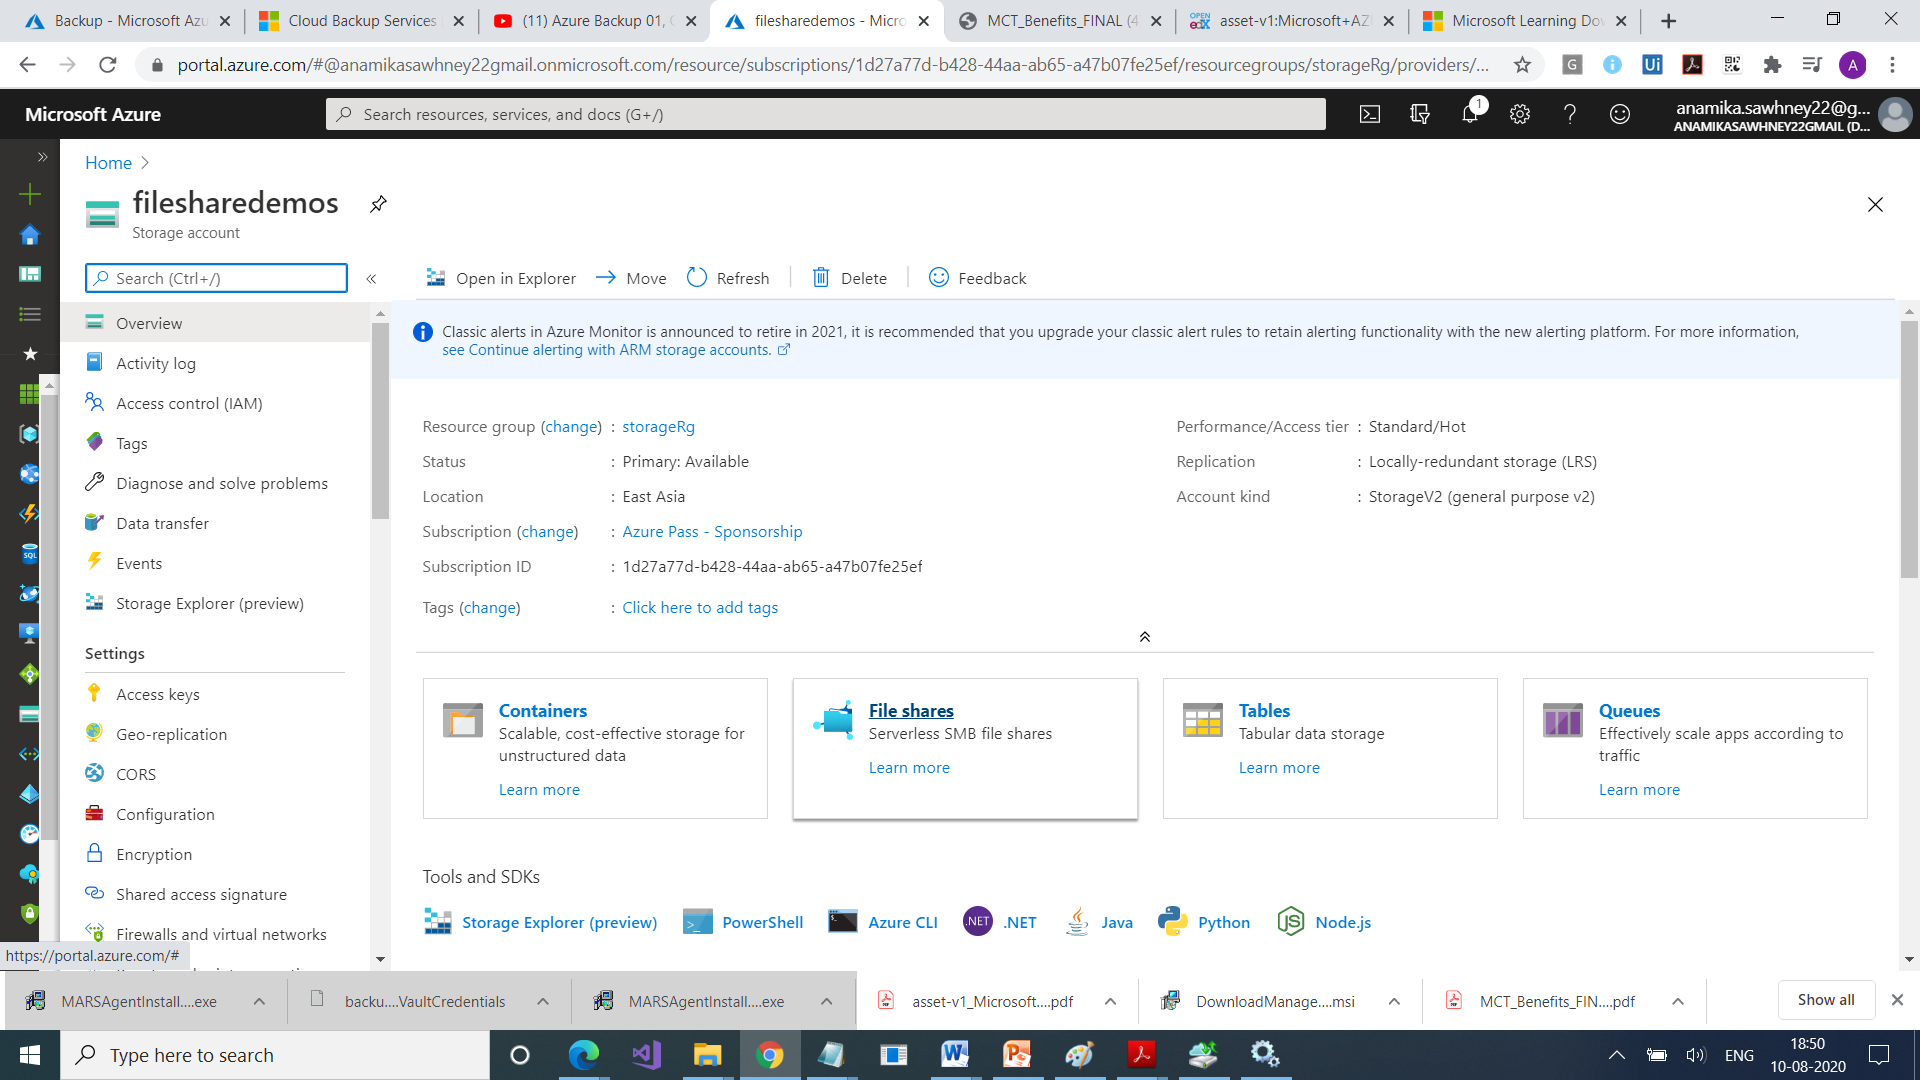 Backup - Microsoft Azu
Cloud Backup Services
(11) Azure Backup 01, C
filesharedemos - Micro
MCT_Benefits_FINAL (4
asset-v1:Microsoft+AZ
Microsoft Learning Dow
portal.azure.com/#@anamikasawhney22gmail.onmicrosoft.com/resource/subscriptions/1d27a77d-b428-44aa-ab65-a47b07fe25ef/resourcegroups/storageRg/providers/...
Microsoft Azure
Search resources, services, and docs (G+/)
1
anamika.sawhney22@g...
ANAMIKASAWHNEY22GMAIL (D...
Home
filesharedemos
Storage account
Search (Ctrl+/)
Open in Explorer
Move
Refresh
Delete
Feedback
Overview
Activity log
Access control (IAM)
Tags
Diagnose and solve problems
Data transfer
Events
Storage Explorer (preview)
Settings
Access keys
Geo-replication
CORS
Configuration
Encryption
Shared access signature
Firewalls and virtual networks
Classic alerts in Azure Monitor is announced to retire in 2021, it is recommended that you upgrade your classic alert rules to retain alerting functionality with the new alerting platform. For more information,
see Continue alerting with ARM storage accounts.
Resource group (change) : storageRg
Status : Primary: Available
Location : East Asia
Subscription (change) : Azure Pass - Sponsorship
Subscription ID : 1d27a77d-b428-44aa-ab65-a47b07fe25ef
Tags (change) : Click here to add tags
Performance/Access tier : Standard/Hot
Replication : Locally-redundant storage (LRS)
Account kind : StorageV2 (general purpose v2)
Containers
Scalable, cost-effective storage for
unstructured data
Learn more
File shares
Serverless SMB file shares
Learn more
Tables
Tabular data storage
Learn more
Queues
Effectively scale apps according to
traffic
Learn more
Tools and SDKs
Storage Explorer (preview)
PowerShell
Azure CLI
.NET
Java
Python
Node.js
https://portal.azure.com/#
MARSAgentInstall....exe
backu....VaultCredentials
MARSAgentInstall....exe
asset-v1_Microsoft....pdf
DownloadManage....msi
MCT_Benefits_FIN....pdf
Show all
Type here to search
ENG
18:50
10-08-2020